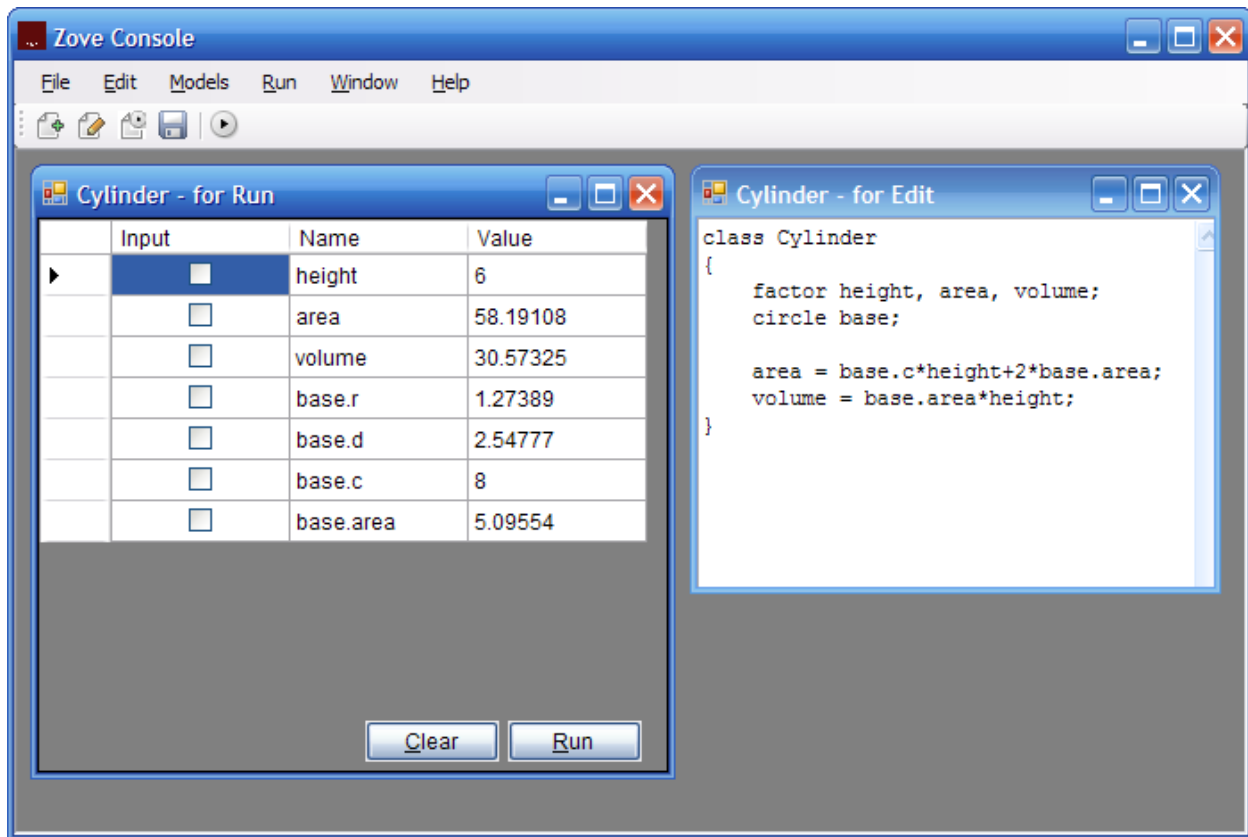 Zove Console
File Edit Models Run Window Help
Cylinder - for Run
Input Name Value
height 6
area 58.19108
volume 30.57325
base.r 1.27389
base.d 2.54777
base.c 8
base.area 5.09554
Clear Run
Cylinder - for Edit
class Cylinder
{
    factor height, area, volume;
    circle base;
    area = base.c*height+2*base.area;
    volume = base.area*height;
}